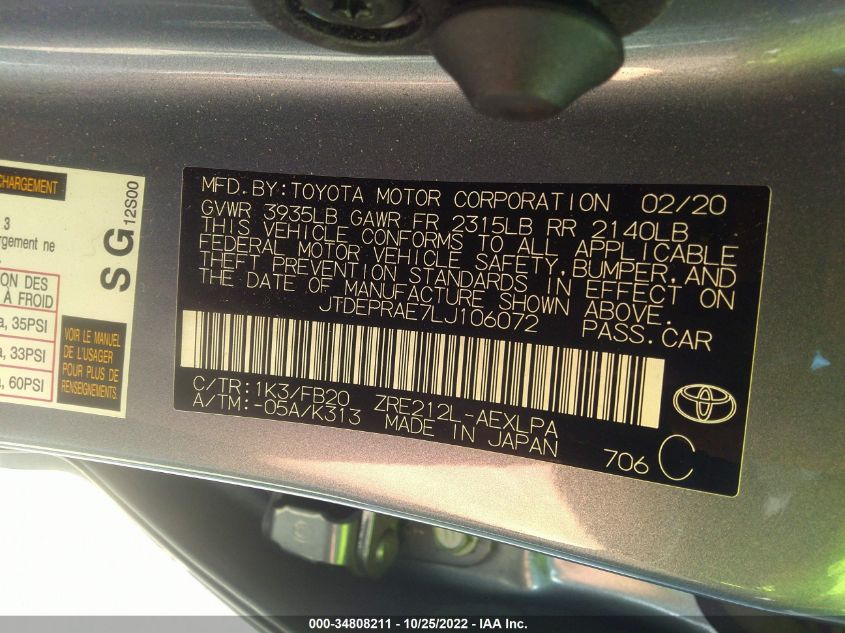 CHARGEMENT
3
argement ne
SG 12S00
ION DES
À FROID
a, 35PSI
a, 33PSI
a, 60PSI
VOIR LE MANUEL
DE L'USAGER
POUR PLUS DE
RENSEIGNEMENTS.
MFD.BY:TOYOTA MOTOR CORPORATION 02/20
GVWR 3935LB GAWR FR 2315LB RR 2140LB
THIS VEHICLE CONFORMS TO ALL APPLICABLE
FEDERAL MOTOR VEHICLE SAFETY,BUMPER,AND
THEFT PREVENTION STANDARDS IN EFFECT ON
THE DATE OF MANUFACTURE SHOWN ABOVE.
JTDEPRAE7LJ106072 PASS.CAR
C/TR:1K3/FB20 ZRE212L-AEXLPA
A/TM:-05A/K313 MADE IN JAPAN
706 C
000-34808211 - 10/25/2022 - IAA Inc.